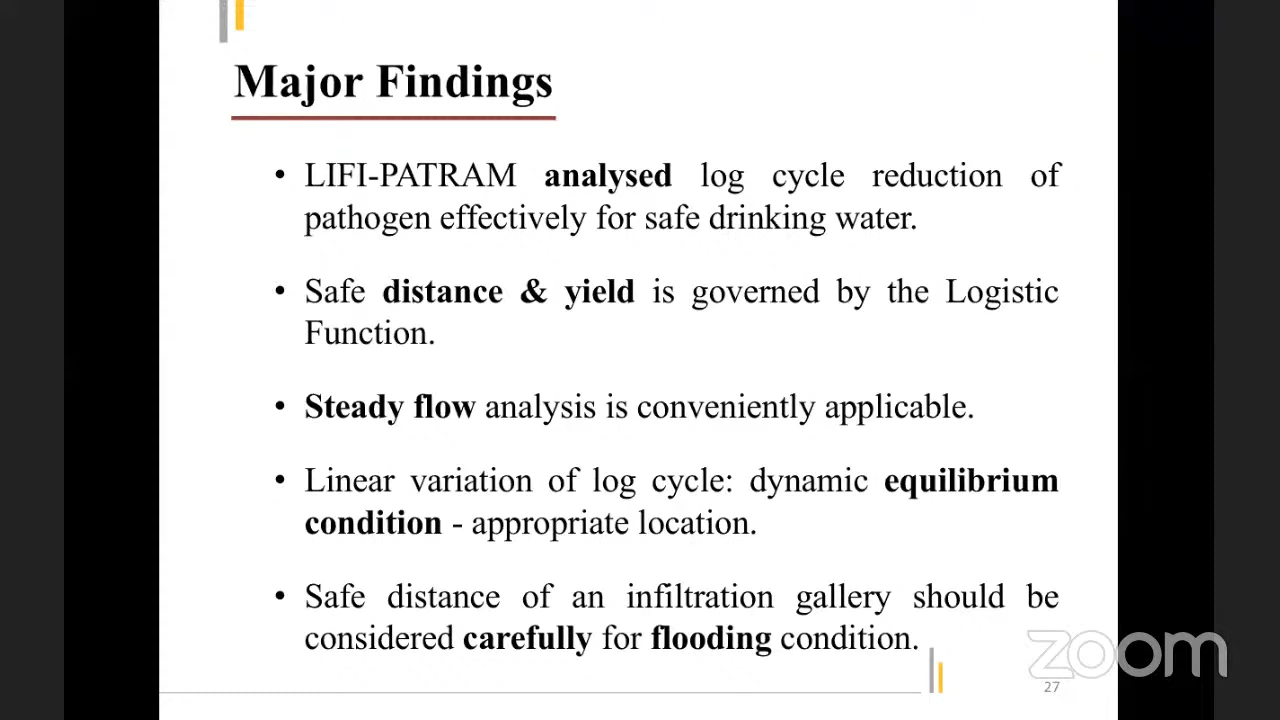 Major Findings
• LIFI-PATRAM analysed log cycle reduction of
pathogen effectively for safe drinking water.
• Safe distance & yield is governed by the Logistic
Function.
• Steady flow analysis is conveniently applicable.
• Linear variation of log cycle: dynamic equilibrium
condition - appropriate location.
• Safe distance of an infiltration gallery should be
considered carefully for flooding condition.
zoom
27